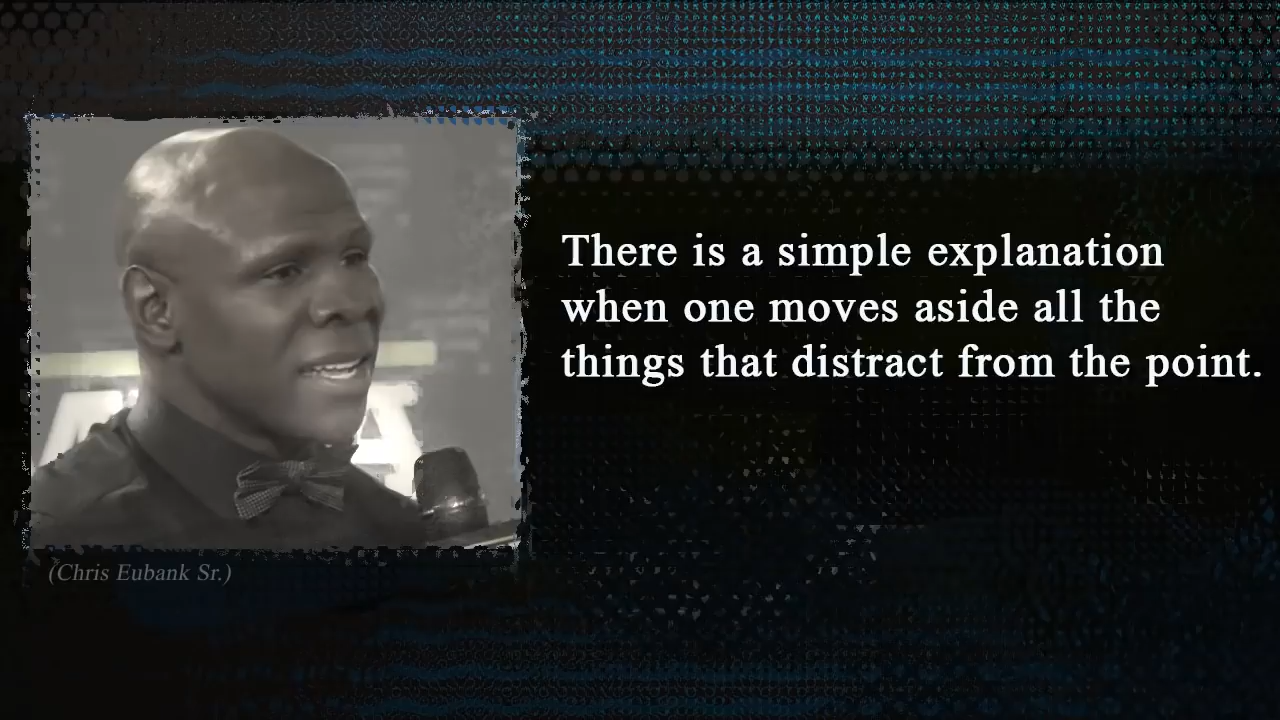 There is a simple explanation
when one moves aside all the
things that distract from the point.
(Chris Eubank Sr.)